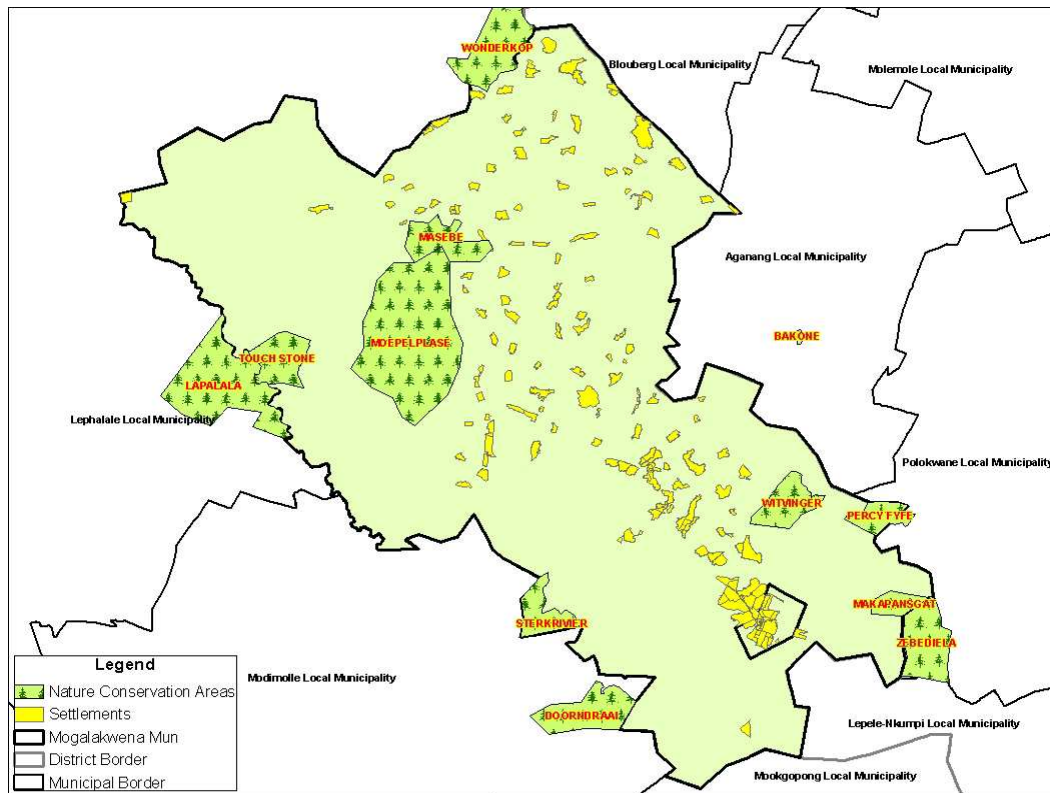 WONDERKOP
Blouberg Local Municipality
Molemole Local Municipality
MASEBE
Aganang Local Municipality
BAKONE
MOEPELPLASE
TOUCH STONE
LAPALALA
Lephalale Local Municipality
Polokwane Local Municipality
WITVINGER
PERCY FYFE
MAKAPANSGAT
STERKRIVIER
ZEBEDIELA
Modimolle Local Municipality
DOORNDRAAI
Lepele-Nkumpi Local Municipality
Mookgopong Local Municipality
Legend
Nature Conservation Areas
Settlements
Mogalakwena Mun
District Border
Municipal Border